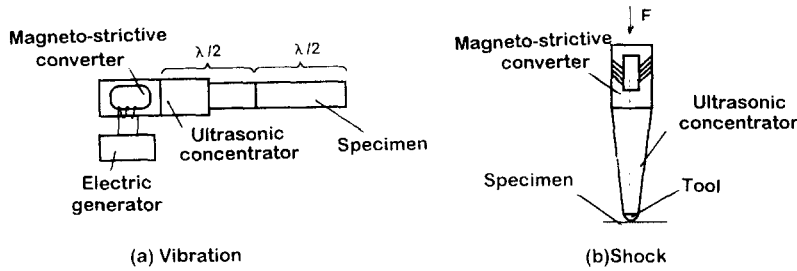 Magneto-strictive
converter
λ/2
λ/2
Ultrasonic
concentrator
Specimen
Electric
generator
(a) Vibration
F
Magneto-strictive
converter
Ultrasonic
concentrator
Specimen
Tool
(b)Shock